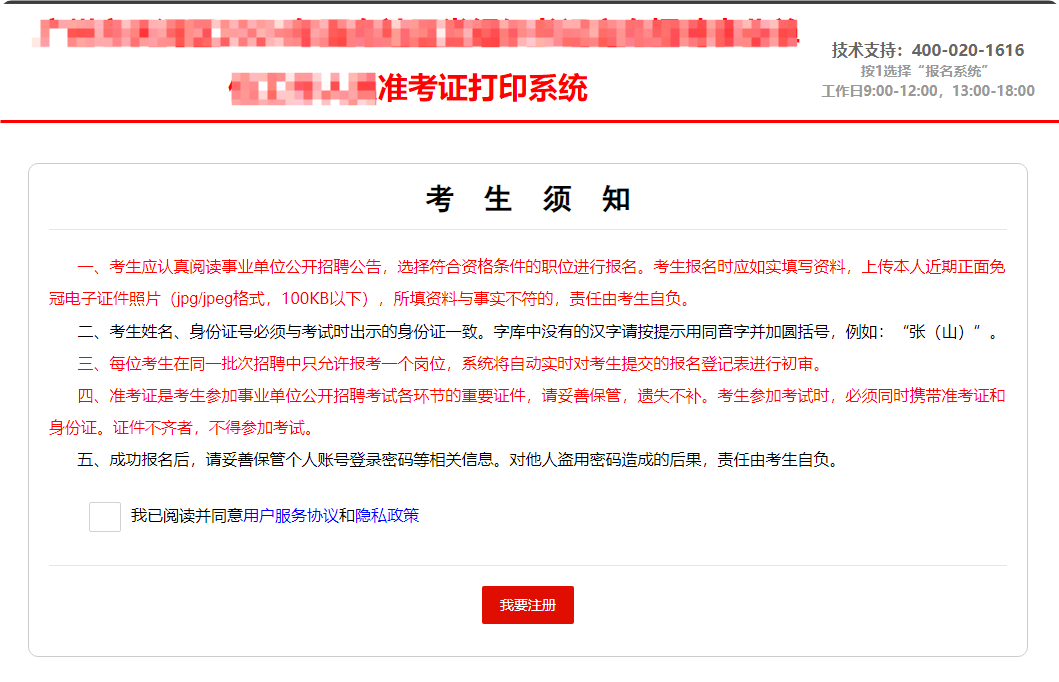 准考证打印系统
技术支持：400-020-1616
按1选择“报名系统”
工作日9:00-12:00，13:00-18:00
考 生 须 知
一、考生应认真阅读事业单位公开招聘公告，选择符合资格条件的职位进行报名。考生报名时应如实填写资料，上传本人近期正面免
冠电子证件照片（jpg/jpeg格式，100KB以下），所填资料与事实不符的，责任由考生自负。
二、考生姓名、身份证号必须与考试时出示的身份证一致。字库中没有的汉字请按提示用同音字并加圆括号，例如：“张（山）”。
三、每位考生在同一批次招聘中只允许报考一个岗位，系统将自动实时对考生提交的报名登记表进行初审。
四、准考证是考生参加事业单位公开招聘考试各环节的重要证件，请妥善保管，遗失不补。考生参加考试时，必须同时携带准考证和
身份证。证件不齐者，不得参加考试。
五、成功报名后，请妥善保管个人账号登录密码等相关信息。对他人盗用密码造成的后果，责任由考生自负。
我已阅读并同意用户服务协议和隐私政策
我要注册